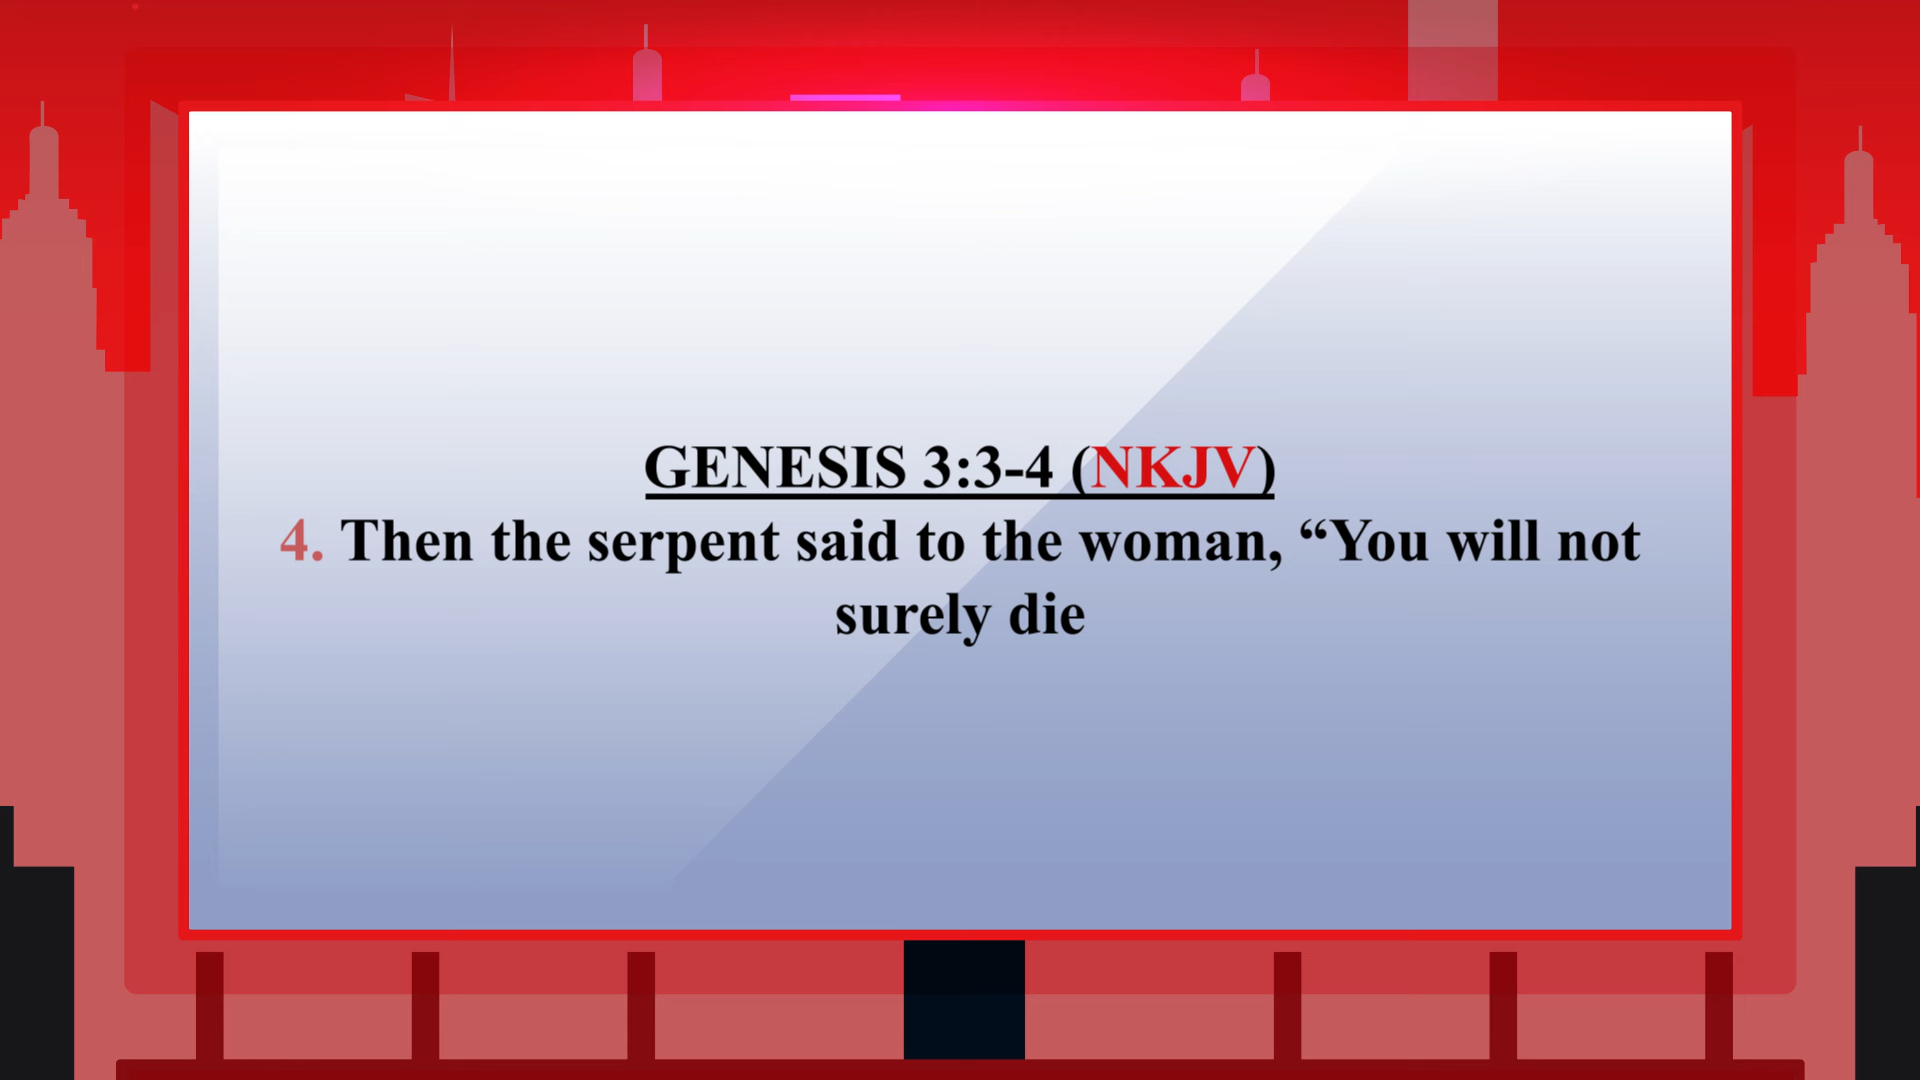 GENESIS 3:3-4 (NKJV)
4. Then the serpent said to the woman, “You will not
surely die